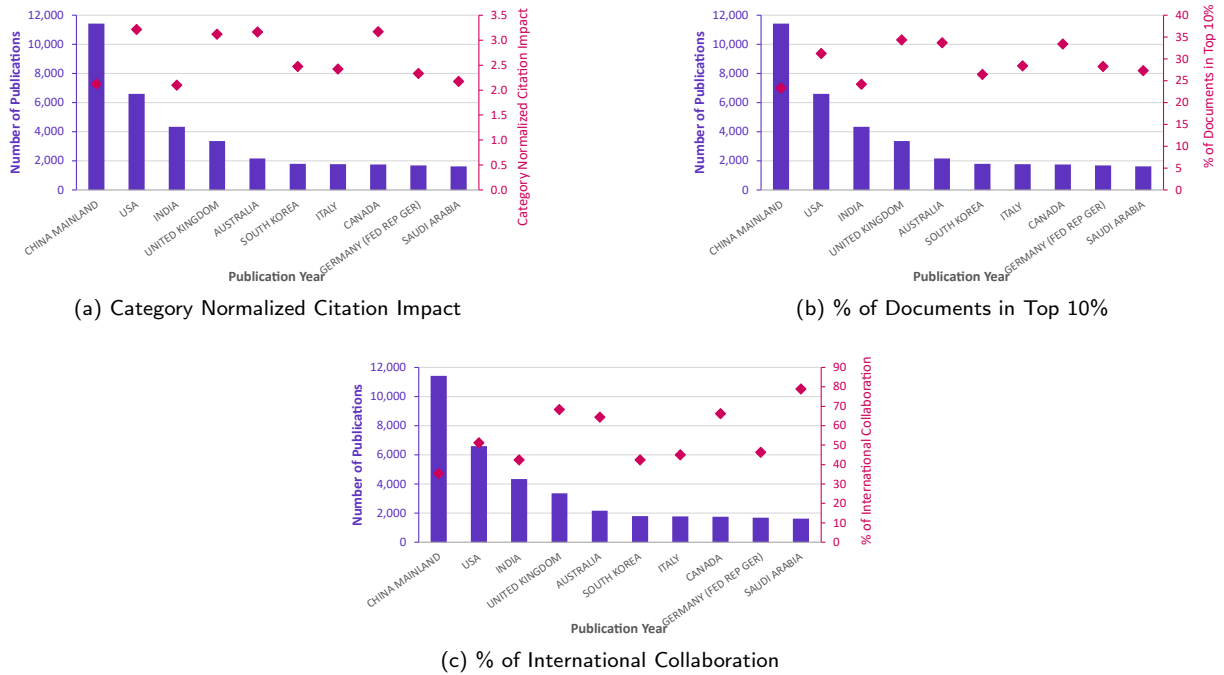 12,000
10,000
8,000
6,000
4,000
2,000
0
Number of Publications
3.5
3.0
2.5
2.0
1.5
1.0
0.5
0.0
Category Normalized Citation Impact
CHINA MAINLAND
USA
INDIA
UNITED KINGDOM
AUSTRALIA
SOUTH KOREA
ITALY
CANADA
GERMANY (FED REP GER)
SAUDI ARABIA
Publication Year
(a) Category Normalized Citation Impact
12,000
10,000
8,000
6,000
4,000
2,000
0
Number of Publications
40
35
30
25
20
15
10
5
0
% of Documents in Top 10%
CHINA MAINLAND
USA
INDIA
UNITED KINGDOM
AUSTRALIA
SOUTH KOREA
ITALY
CANADA
GERMANY (FED REP GER)
SAUDI ARABIA
Publication Year
(b) % of Documents in Top 10%
12,000
10,000
8,000
6,000
4,000
2,000
0
Number of Publications
90
80
70
60
50
40
30
20
10
0
% of International Collaboration
CHINA MAINLAND
USA
INDIA
UNITED KINGDOM
AUSTRALIA
SOUTH KOREA
ITALY
CANADA
GERMANY (FED REP GER)
SAUDI ARABIA
Publication Year
(c) % of International Collaboration